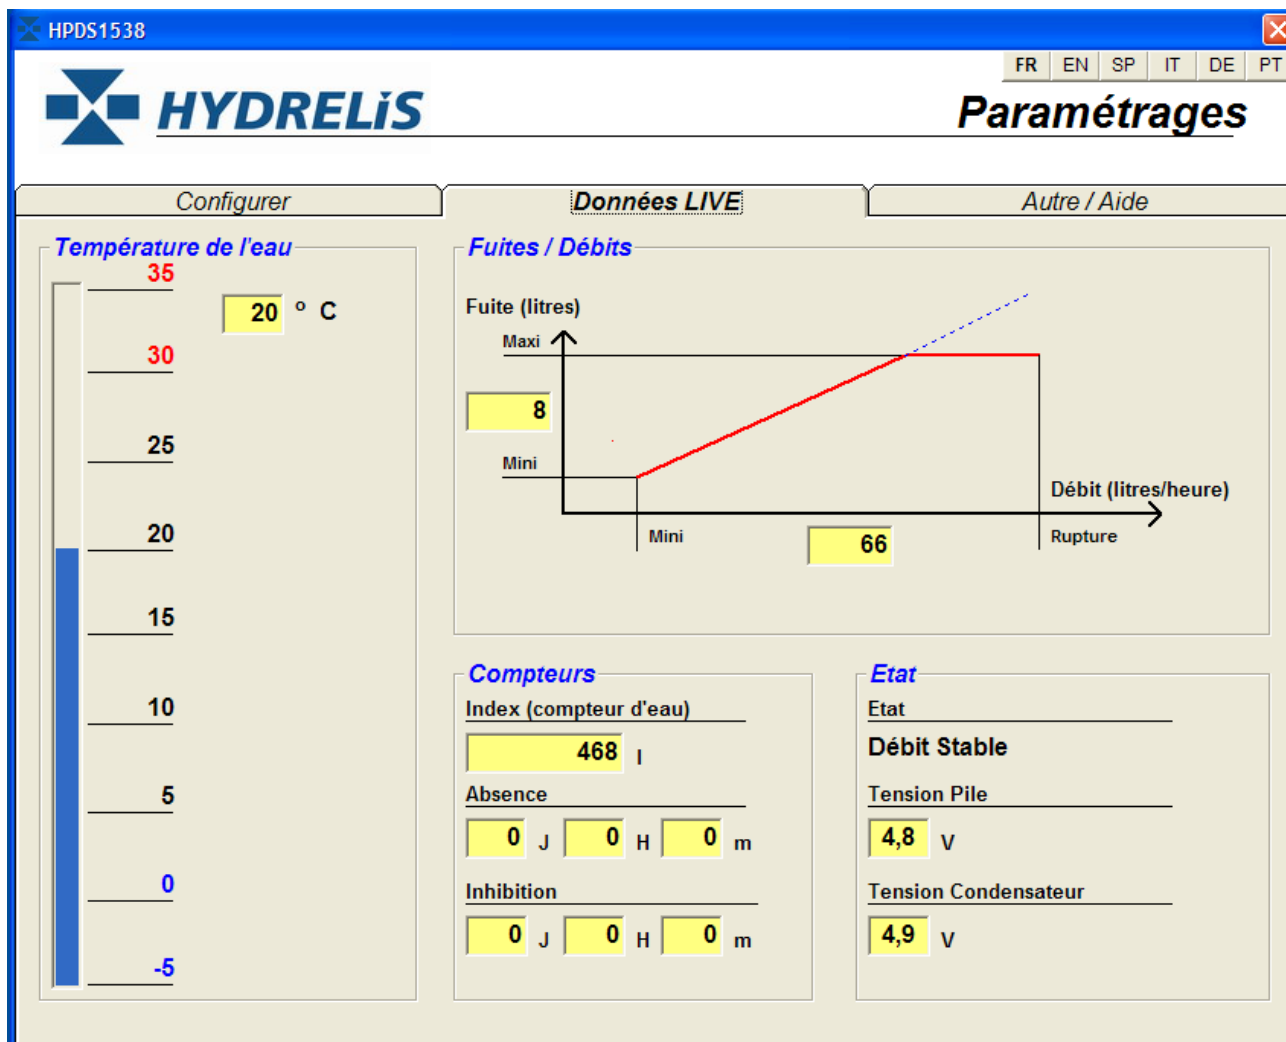 HPDS1538
FR EN SP IT DE PT
HYDRELiS
Paramétrages
Configurer Données LIVE Autre / Aide
Température de l'eau
35
20 ° C
30
25
20
15
10
5
0
-5
Fuites / Débits
Fuite (litres)
Maxi
8
Mini
Débit (litres/heure)
Mini
66
Rupture
Compteurs
Index (compteur d'eau)
468 l
Absence
0 J 0 H 0 m
Inhibition
0 J 0 H 0 m
Etat
Etat
Débit Stable
Tension Pile
4,8 V
Tension Condensateur
4,9 V